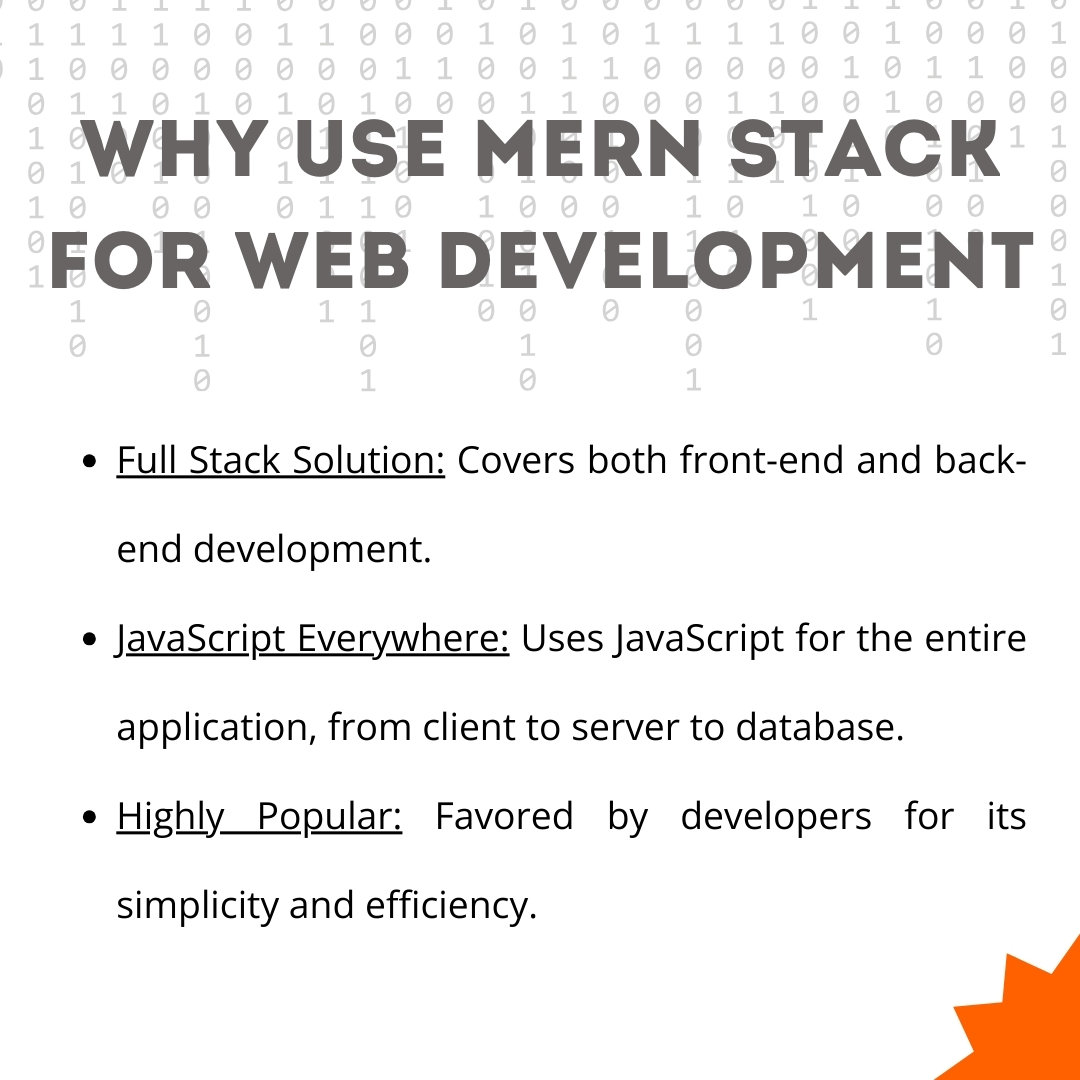 WHY USE MERN STACK
FOR WEB DEVELOPMENT
• Full Stack Solution: Covers both front-end and back-
end development.
• JavaScript Everywhere: Uses JavaScript for the entire
application, from client to server to database.
• Highly Popular: Favored by developers for its
simplicity and efficiency.